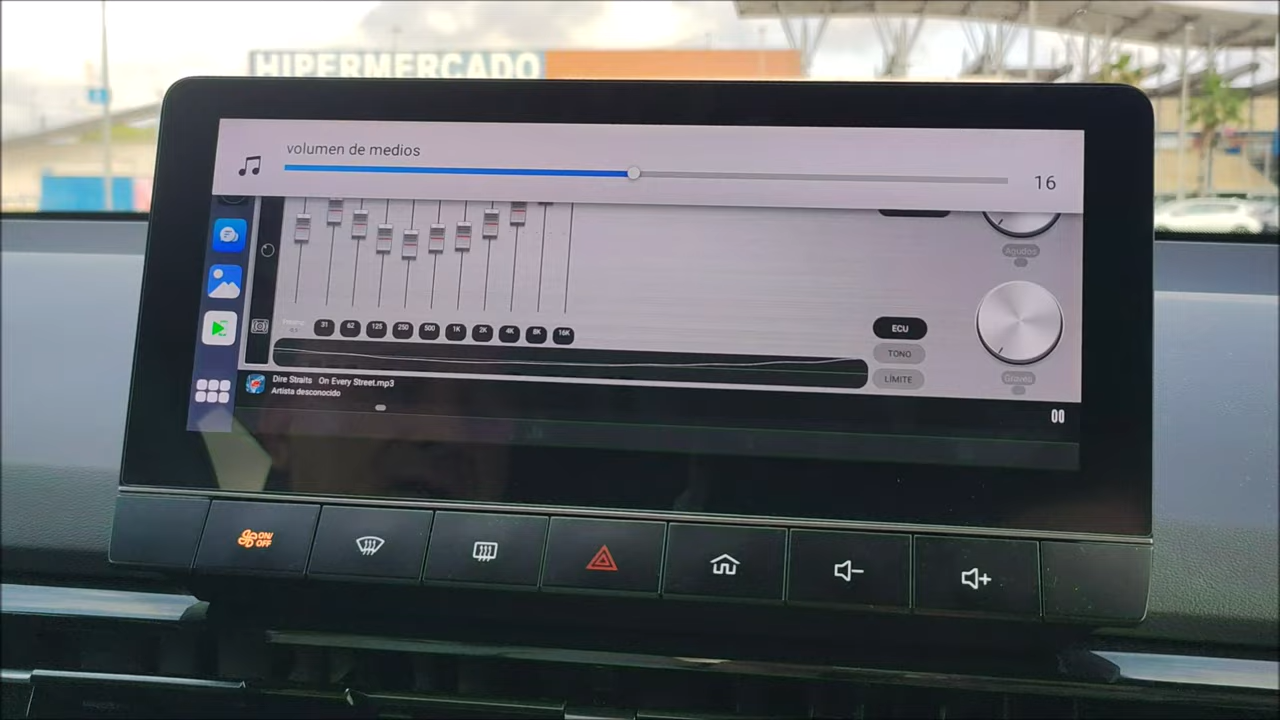 HIPERMERCADO
volumen de medios
16
Agudos
31 62 125 250 500 1K 2K 4K 8K 16K
ECU
TONO
LÍMITE
Graves
Dire Straits On Every Street.mp3
Artista desconocido
ON/
OFF